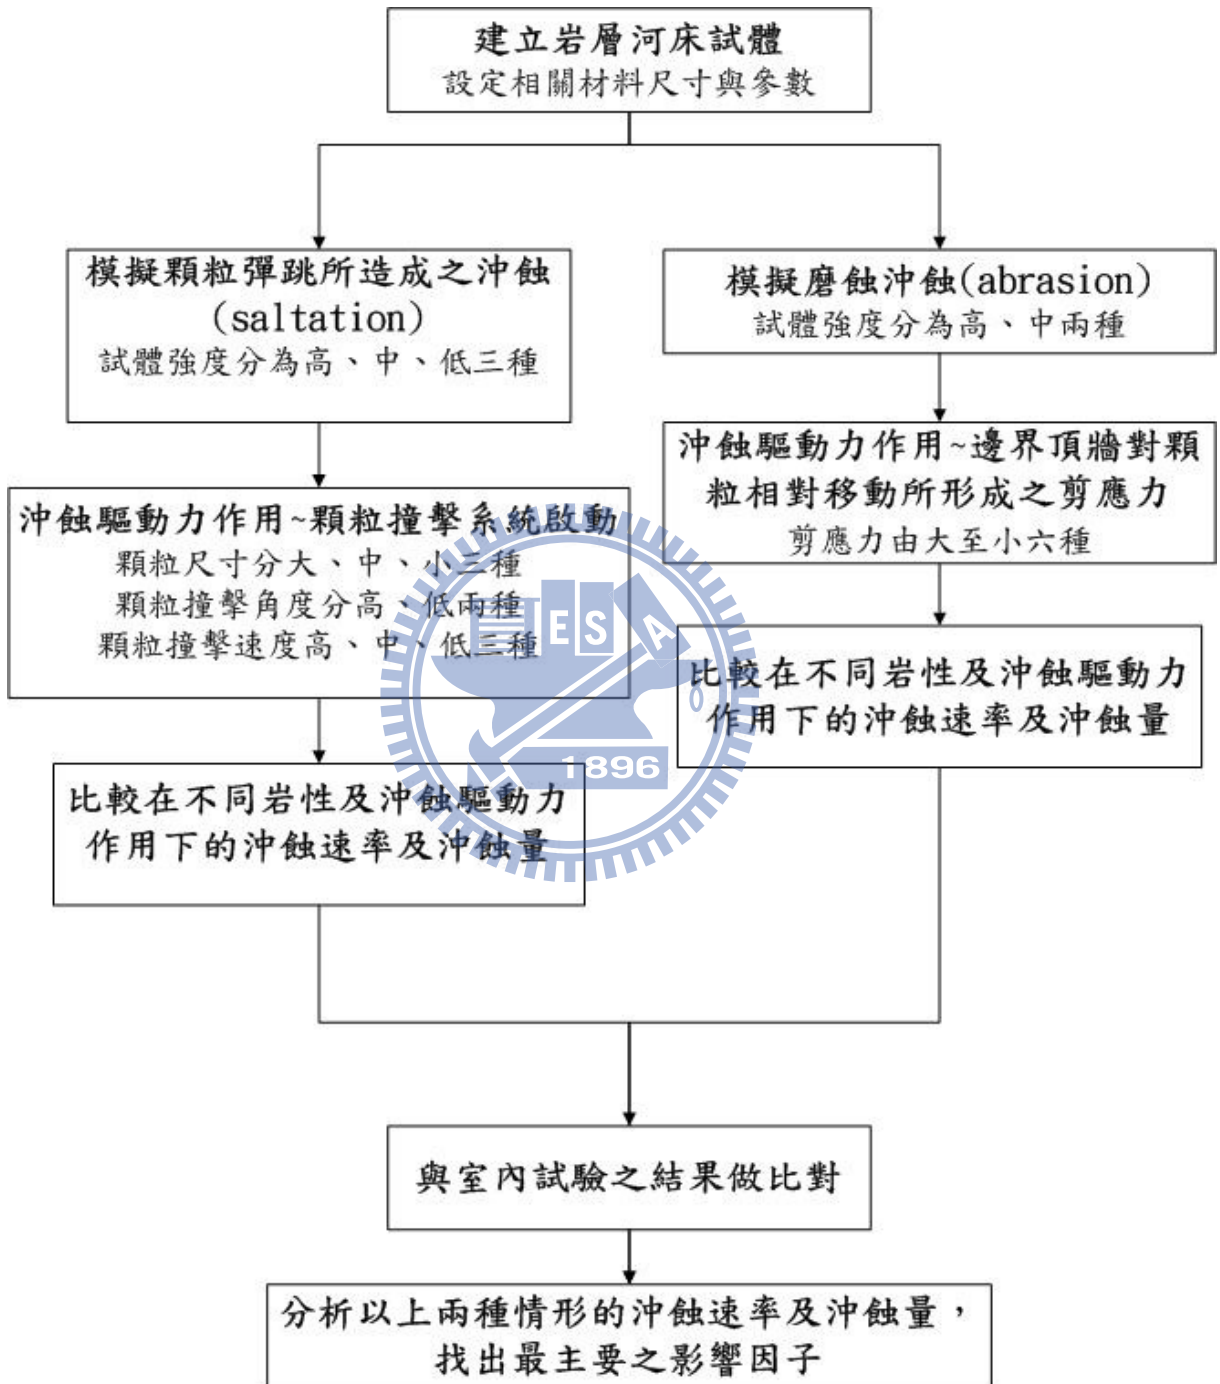 建立岩層河床試體
設定相關材料尺寸與參數
模擬顆粒彈跳所造成之沖蝕
(saltation)
試體強度分為高、中、低三種
沖蝕驅動力作用~顆粒撞擊系統啟動
顆粒尺寸分大、中、小三種
顆粒撞擊角度分高、低兩種
顆粒撞擊速度高、中、低三種
比較在不同岩性及沖蝕驅動力
作用下的沖蝕速率及沖蝕量
模擬磨蝕沖蝕(abrasion)
試體強度分為高、中兩種
沖蝕驅動力作用~邊界頂牆對顆
粒相對移動所形成之剪應力
剪應力由大至小六種
比較在不同岩性及沖蝕驅動力
作用下的沖蝕速率及沖蝕量
ESA
1896
與室內試驗之結果做比對
分析以上兩種情形的沖蝕速率及沖蝕量，
找出最主要之影響因子